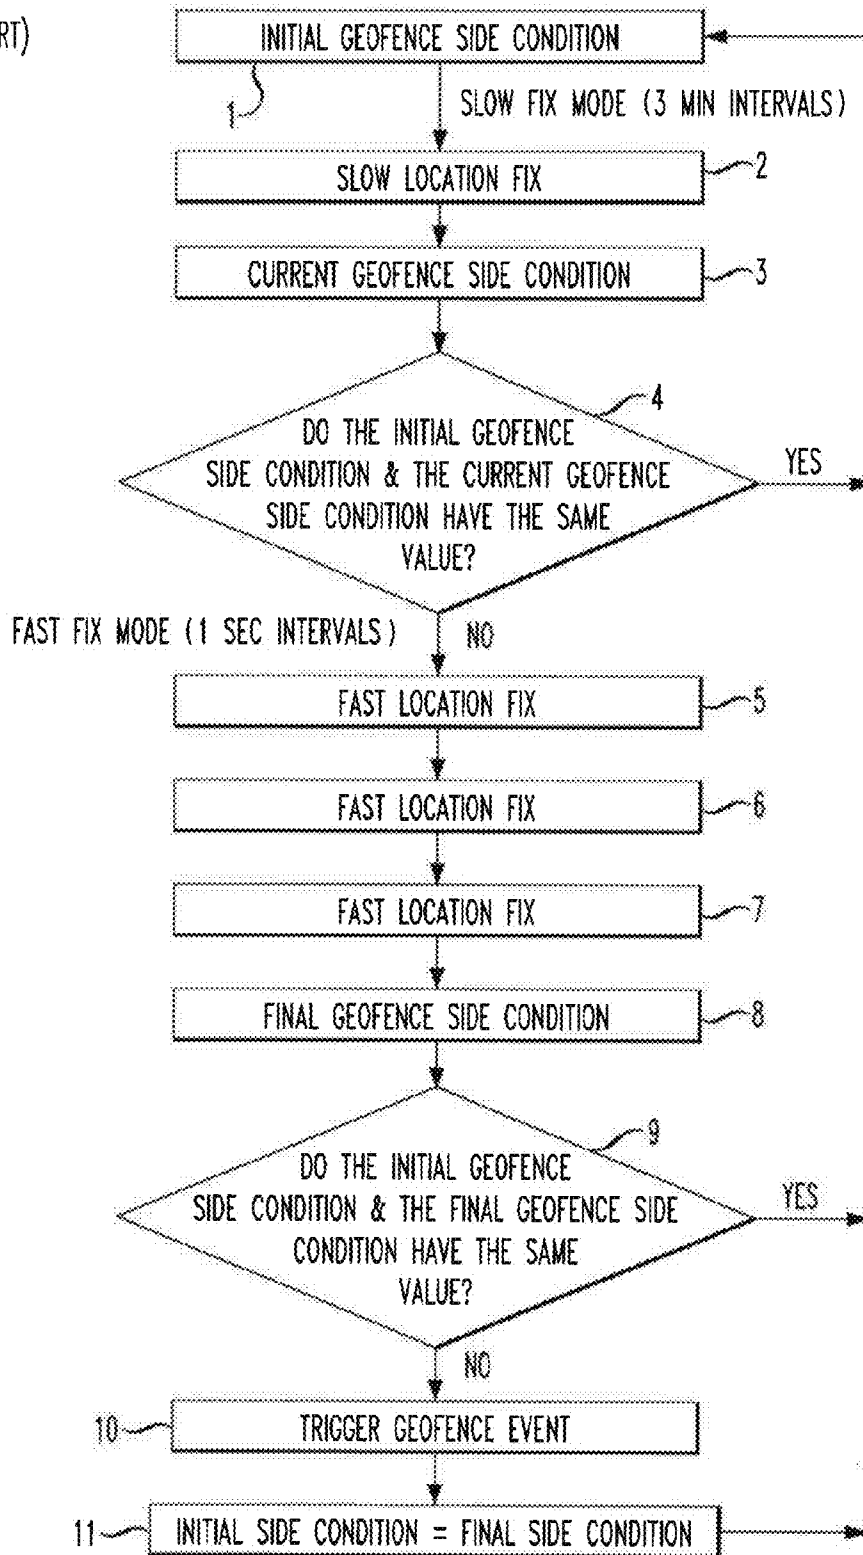 RT)
INITIAL GEOFENCE SIDE CONDITION
1
SLOW FIX MODE (3 MIN INTERVALS)
SLOW LOCATION FIX
2
CURRENT GEOFENCE SIDE CONDITION
3
4
DO THE INITIAL GEOFENCE
SIDE CONDITION & THE CURRENT GEOFENCE
SIDE CONDITION HAVE THE SAME
VALUE?
YES
FAST FIX MODE (1 SEC INTERVALS)
NO
FAST LOCATION FIX
5
FAST LOCATION FIX
6
FAST LOCATION FIX
7
FINAL GEOFENCE SIDE CONDITION
8
9
DO THE INITIAL GEOFENCE
SIDE CONDITION & THE FINAL GEOFENCE SIDE
CONDITION HAVE THE SAME
VALUE?
YES
NO
10
TRIGGER GEOFENCE EVENT
11
INITIAL SIDE CONDITION = FINAL SIDE CONDITION